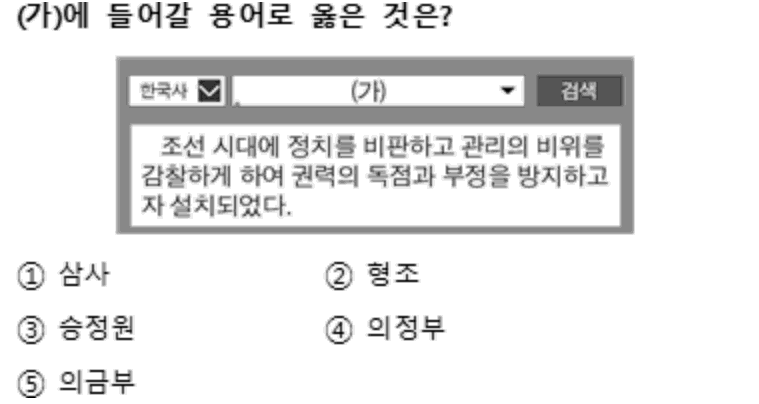 (가)에 들어갈 용어로 옳은 것은?
한국사 (가) 검색
조선 시대에 정치를 비판하고 관리의 비위를
감찰하게 하여 권력의 독점과 부정을 방지하고
자 설치되었다.
① 삼사 ② 형조
③ 승정원 ④ 의정부
⑤ 의금부